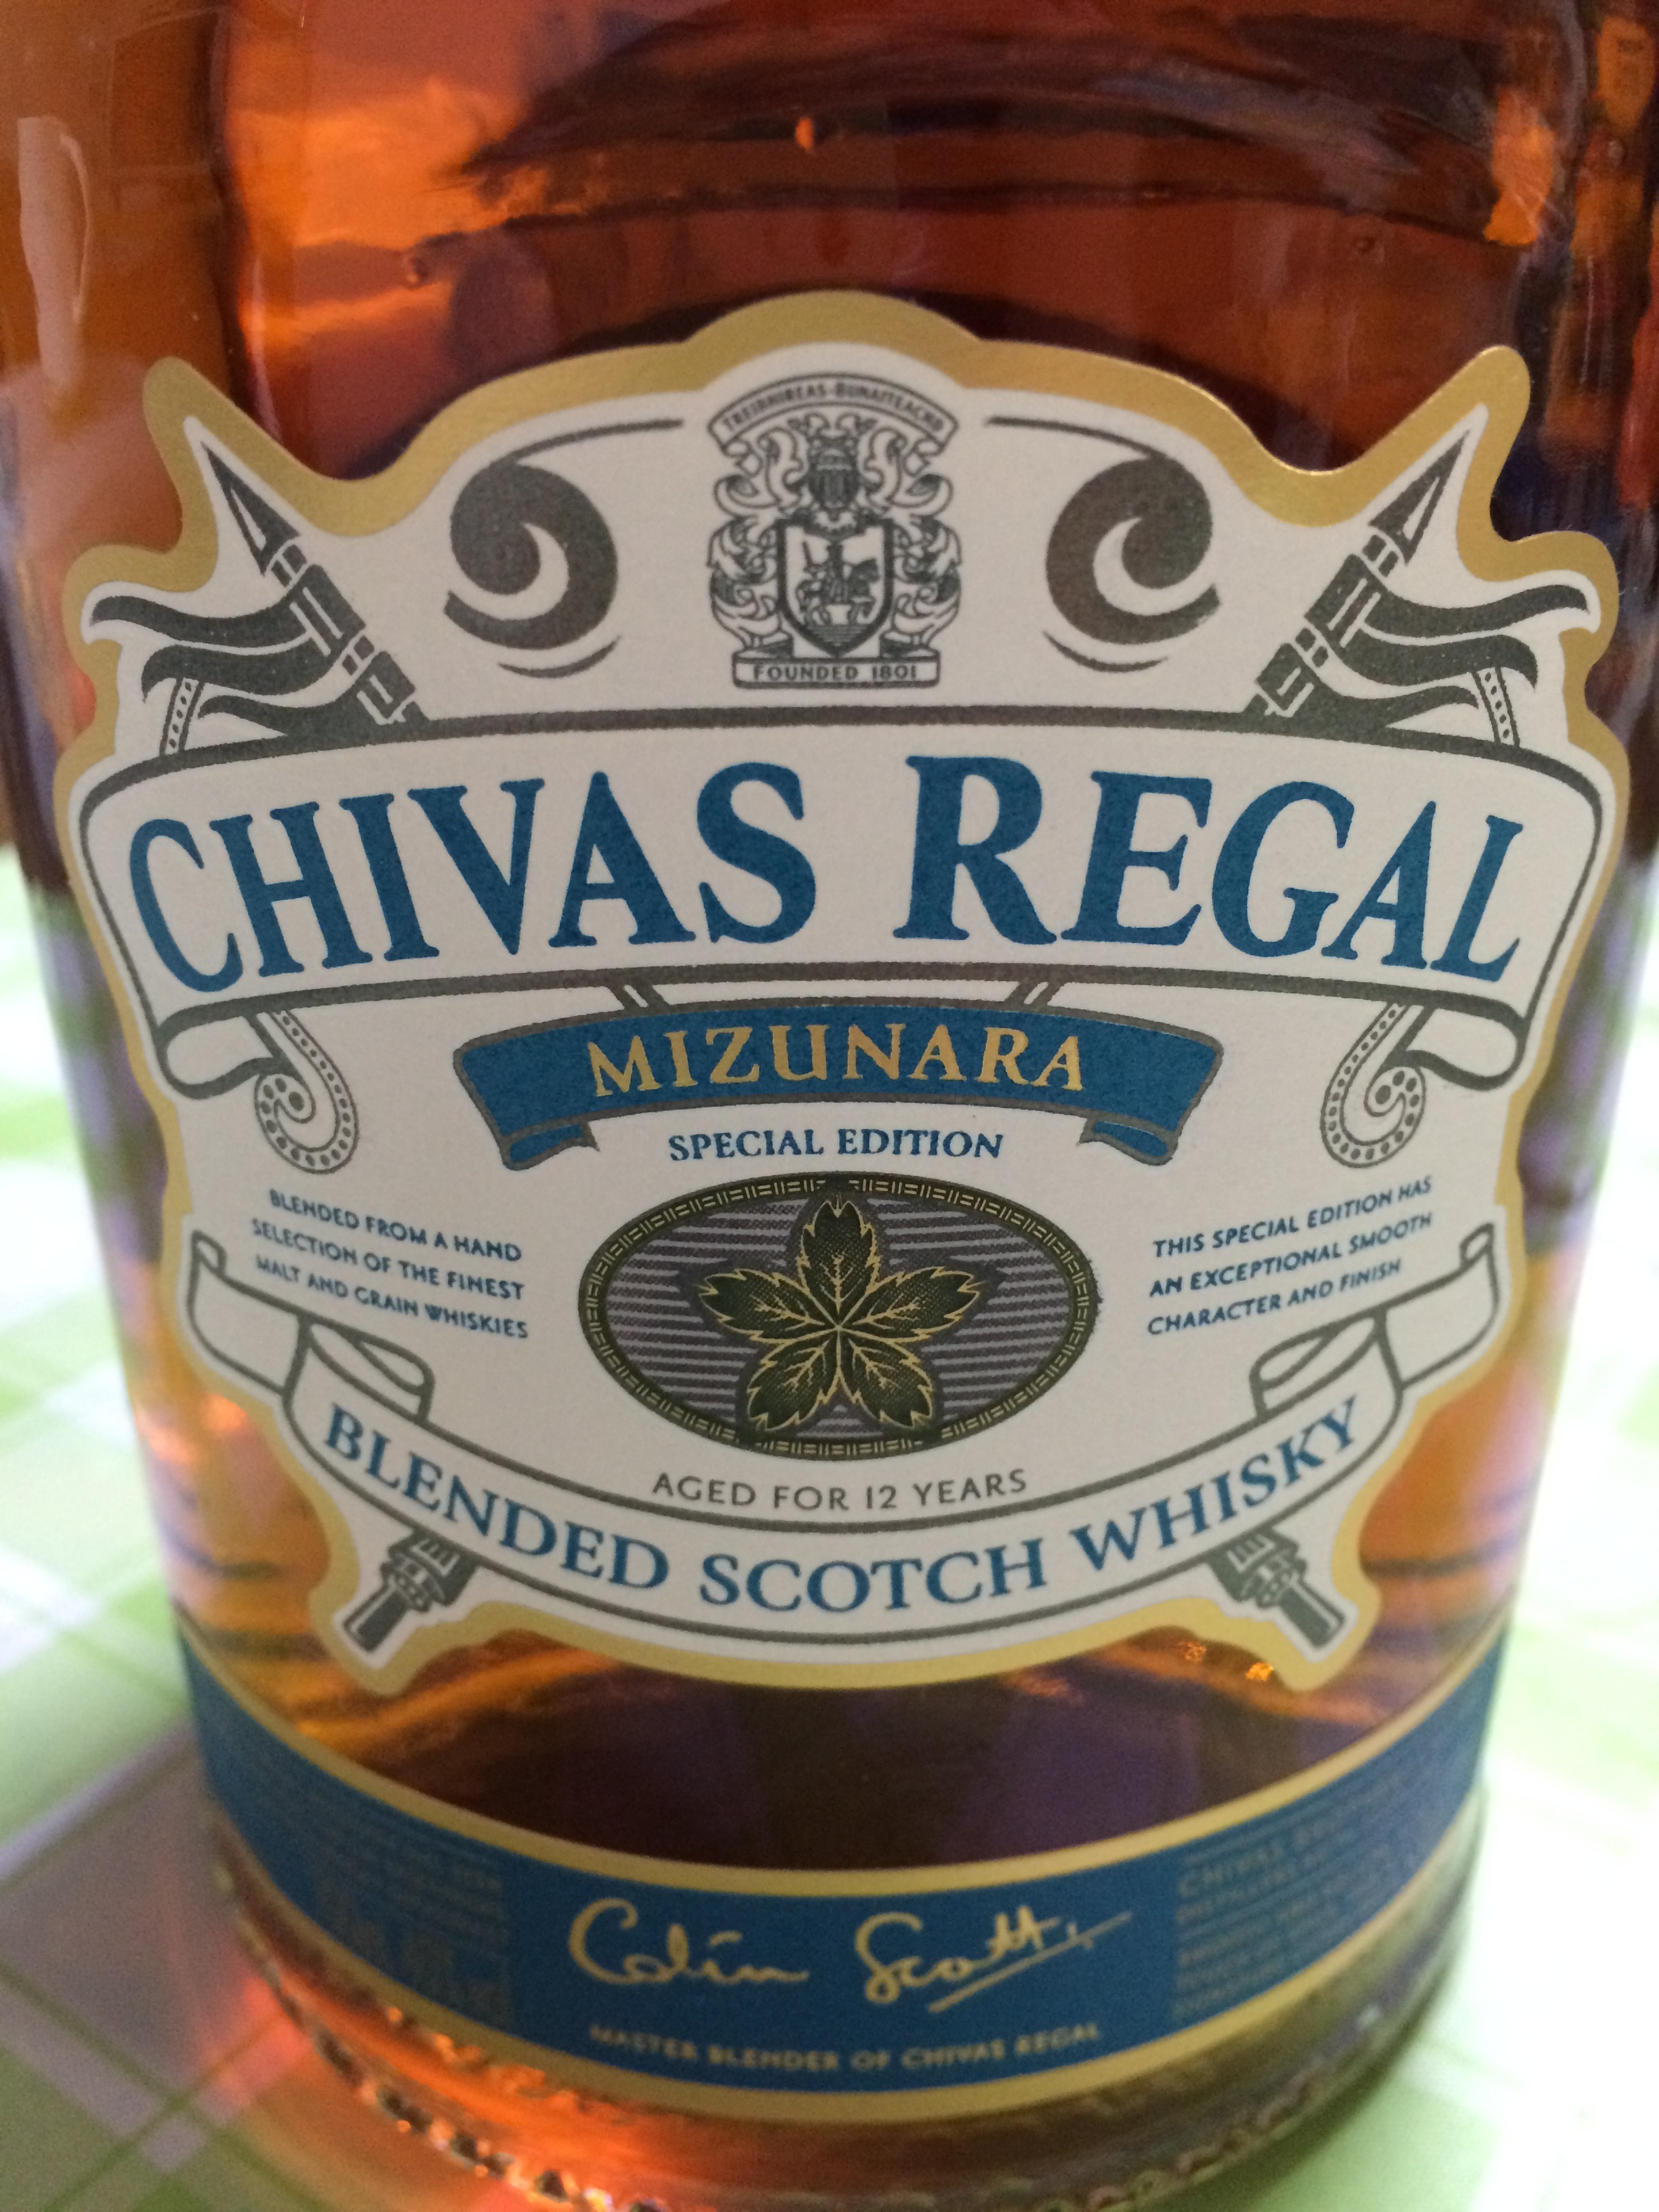 TREIBHIREAS-BUNAITEACHD
FOUNDED 1801
CHIVAS REGAL
MIZUNARA
SPECIAL EDITION
BLENDED FROM A HAND
SELECTION OF THE FINEST
MALT AND GRAIN WHISKIES
THIS SPECIAL EDITION HAS
AN EXCEPTIONAL SMOOTH
CHARACTER AND FINISH
AGED FOR 12 YEARS
BLENDED SCOTCH WHISKY
Colin Scott
MASTER BLENDER OF CHIVAS REGAL